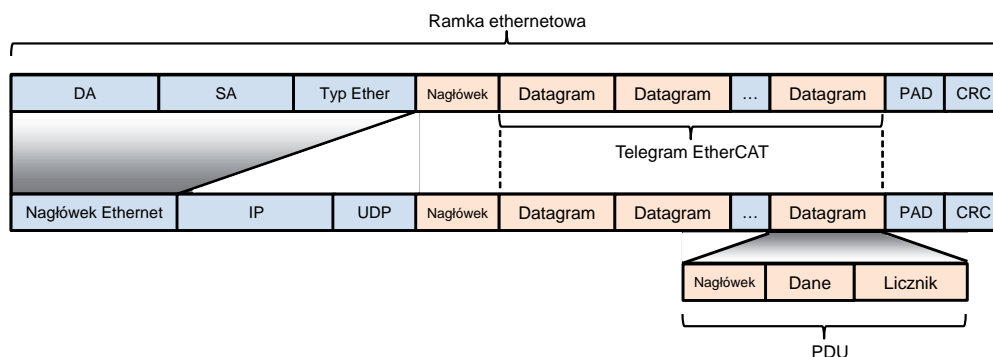 Ramka ethernetowa
DA SA Typ Ether Nagłówek Datagram Datagram ... Datagram PAD CRC
Telegram EtherCAT
Nagłówek Ethernet IP UDP Nagłówek Datagram Datagram ... Datagram PAD CRC
Nagłówek Dane Licznik
PDU